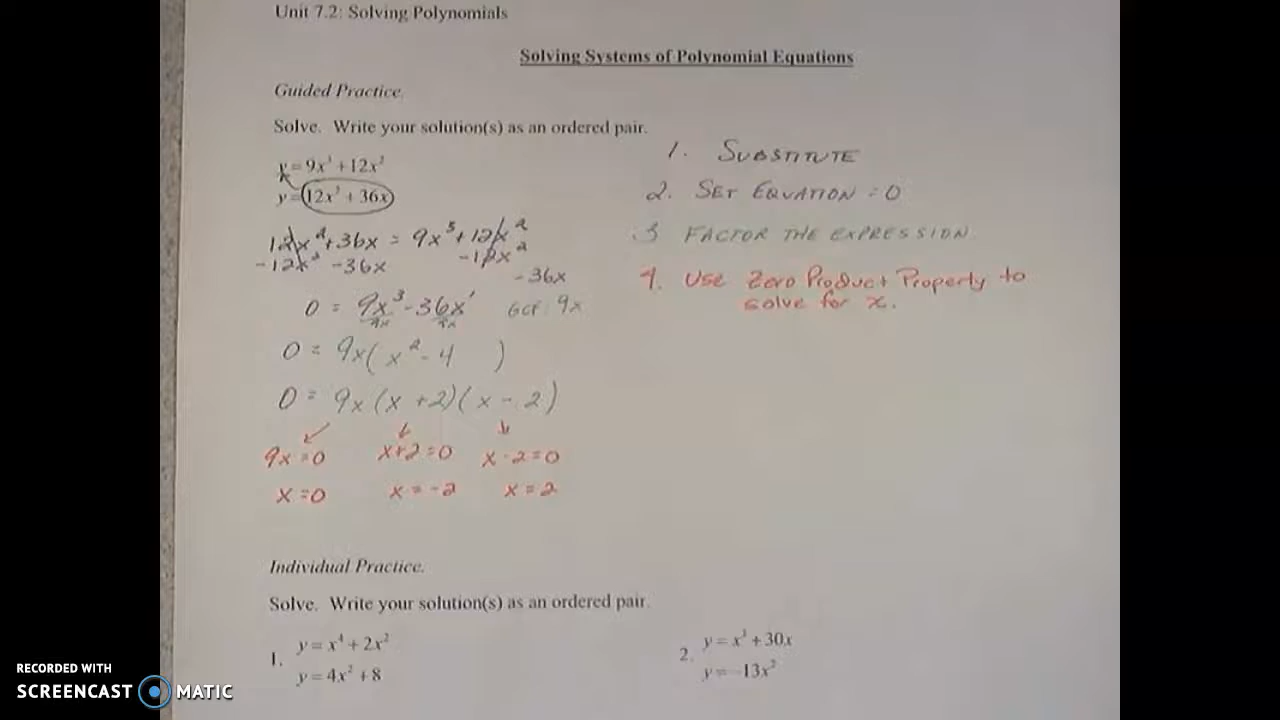 Unit 7.2: Solving Polynomials
Solving Systems of Polynomial Equations
Guided Practice.
Solve. Write your solution(s) as an ordered pair.
y = 9x³ + 12x²
y = 12x² + 36x
12x² + 36x = 9x³ + 12x²
-12x² -36x -12x²
-36x
0 = 9x³ - 36x¹ GCF: 9x
9x 9x
0 = 9x( x² - 4 )
0 = 9x (x + 2)( x - 2)
9x = 0 x+2 = 0 x - 2 = 0
x = 0 x = -2 x = 2
1. SUBSTITUTE
2. SET EQUATION = 0
3 FACTOR THE EXPRESSION
4. Use Zero Product Property to
solve for x.
Individual Practice.
Solve. Write your solution(s) as an ordered pair.
1. y = x⁴ + 2x²
y = 4x² + 8
2. y = x³ + 30x
y = -13x²
RECORDED WITH
SCREENCAST MATIC